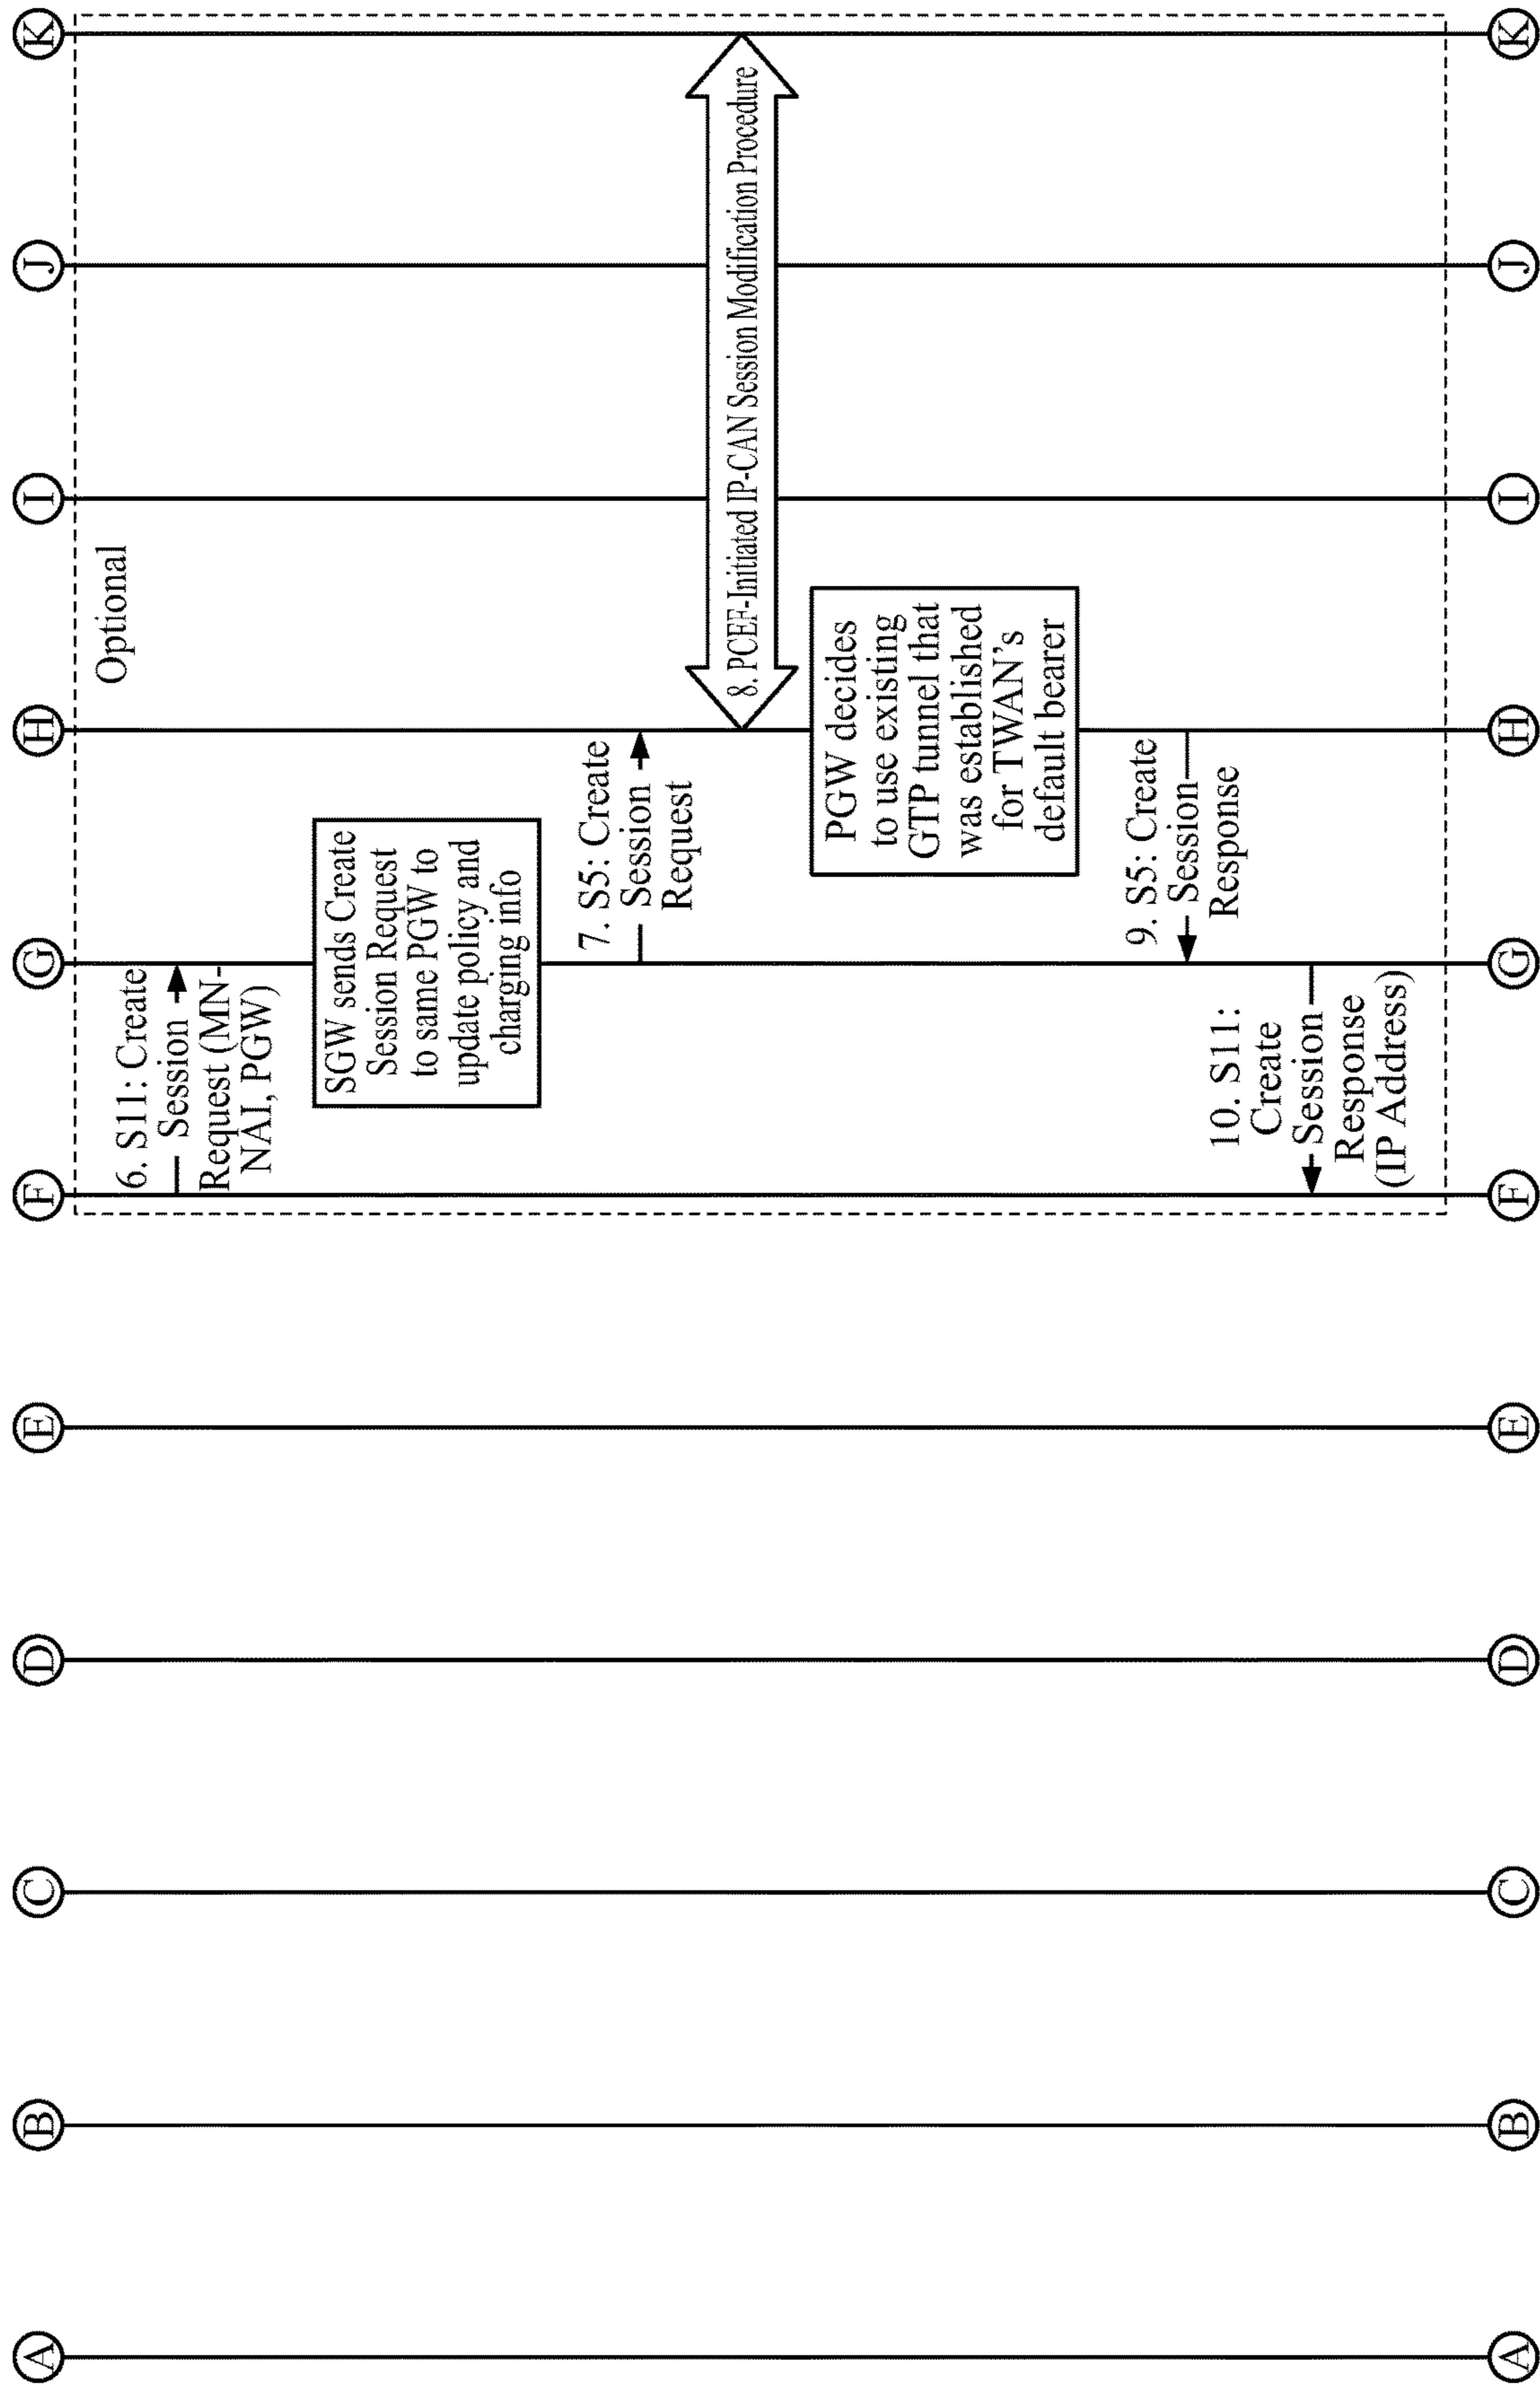 A
B
C
D
E
F
G
H
I
J
K
Optional
6. S11: Create
Session
Request (MN-
NAI, PGW)
SGW sends Create
Session Request
to same PGW to
update policy and
charging info
7. S5: Create
Session
Request
8. PCEF-Initiated IP-CAN Session Modification Procedure
PGW decides
to use existing
GTP tunnel that
was established
for TWAN's
default bearer
9. S5: Create
Session
Response
10. S11:
Create
Session
Response
(IP Address)
A
B
C
D
E
F
G
H
I
J
K